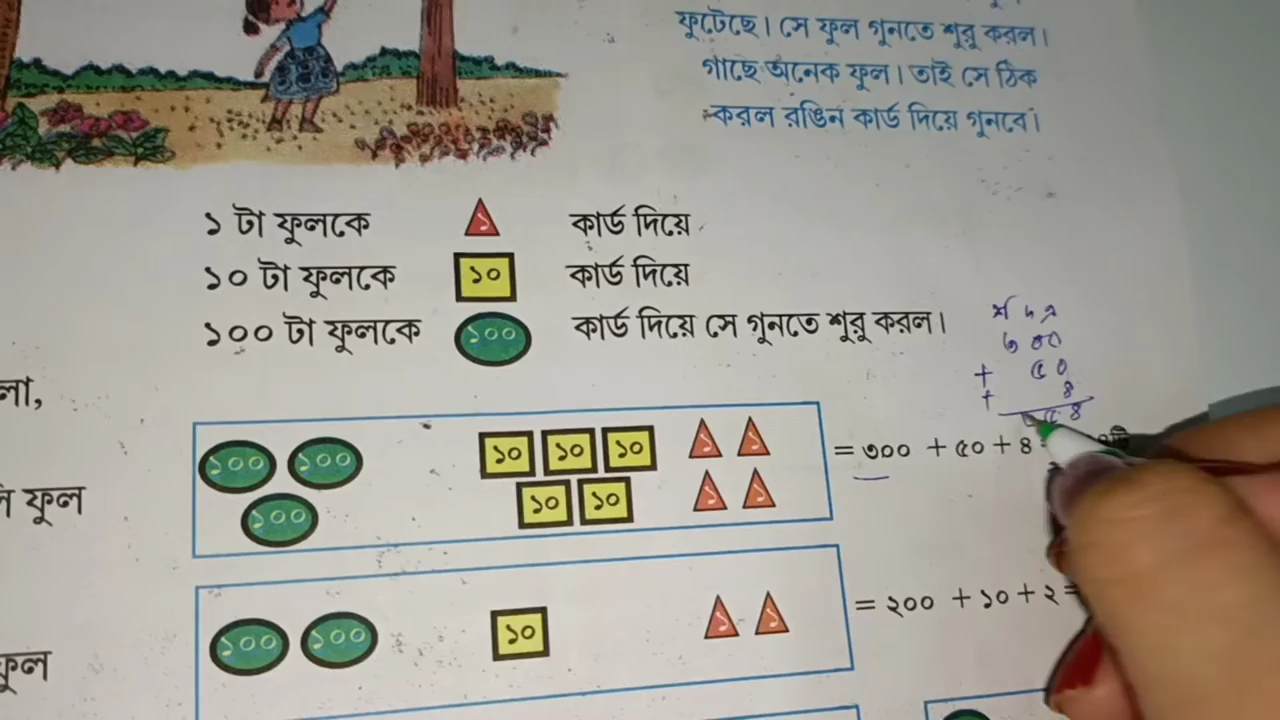 ফুটেছে। সে ফুল গুনতে শুরু করল।
গাছে অনেক ফুল। তাই সে ঠিক
করল রঙিন কার্ড দিয়ে গুনবে।
১ টা ফুলকে ১ কার্ড দিয়ে
১০ টা ফুলকে ১০ কার্ড দিয়ে
১০০ টা ফুলকে ১০০ কার্ড দিয়ে সে গুনতে শুরু করল।
শ দ এ
৩০০
+ ৫০
+ ৪
৩৫৪
লা,
১০০ ১০০ ১০ ১০ ১০ ১ ১
ফুল ১০০ ১০ ১০ ১ ১ = ৩০০ + ৫০ + ৪
১০০ ১০০ ১০ ১ ১ = ২০০ + ১০ + ২ =
ফুল